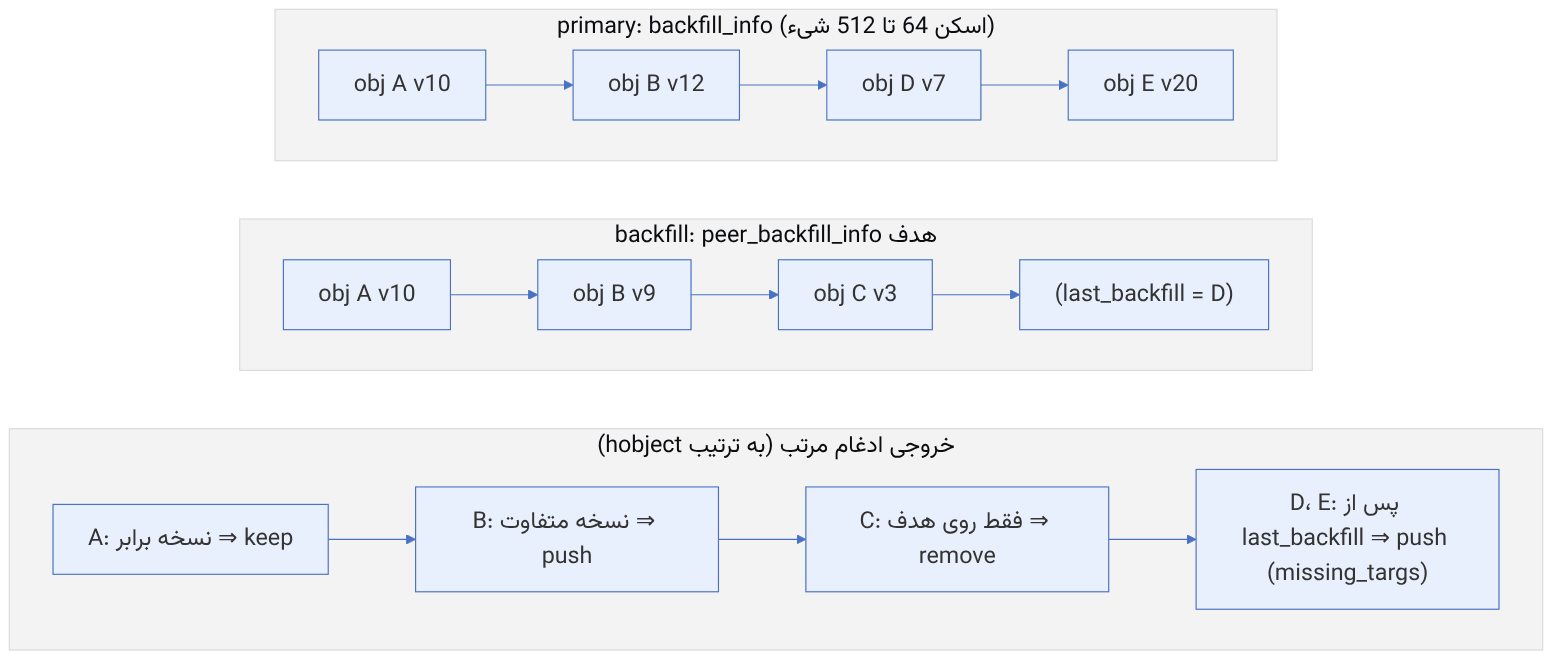 primary: backfill_info (اسکن 64 تا 512 شیء)
obj A v10
obj B v12
obj D v7
obj E v20
backfill: peer_backfill_info هدف
obj A v10
obj B v9
obj C v3
(last_backfill = D)
خروجی ادغام مرتب (به ترتیب hobject)
A: نسخه برابر ⇒ keep
B: نسخه متفاوت ⇒
push
C: فقط روی هدف ⇒
remove
D، E: پس از
last_backfill ⇒ push
(missing_targs)